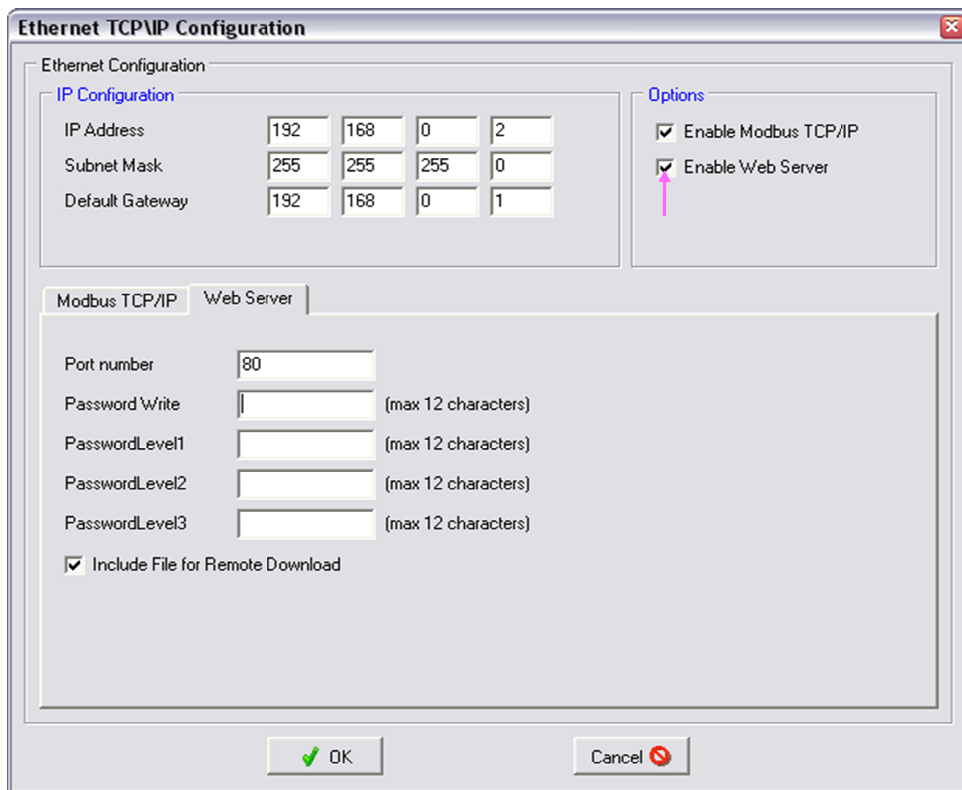 Ethernet TCP\IP Configuration
Ethernet Configuration
IP Configuration
IP Address 192 168 0 2
Subnet Mask 255 255 255 0
Default Gateway 192 168 0 1
Options
Enable Modbus TCP/IP
Enable Web Server
Modbus TCP/IP Web Server
Port number 80
Password Write (max 12 characters)
PasswordLevel1 (max 12 characters)
PasswordLevel2 (max 12 characters)
PasswordLevel3 (max 12 characters)
Include File for Remote Download
OK Cancel